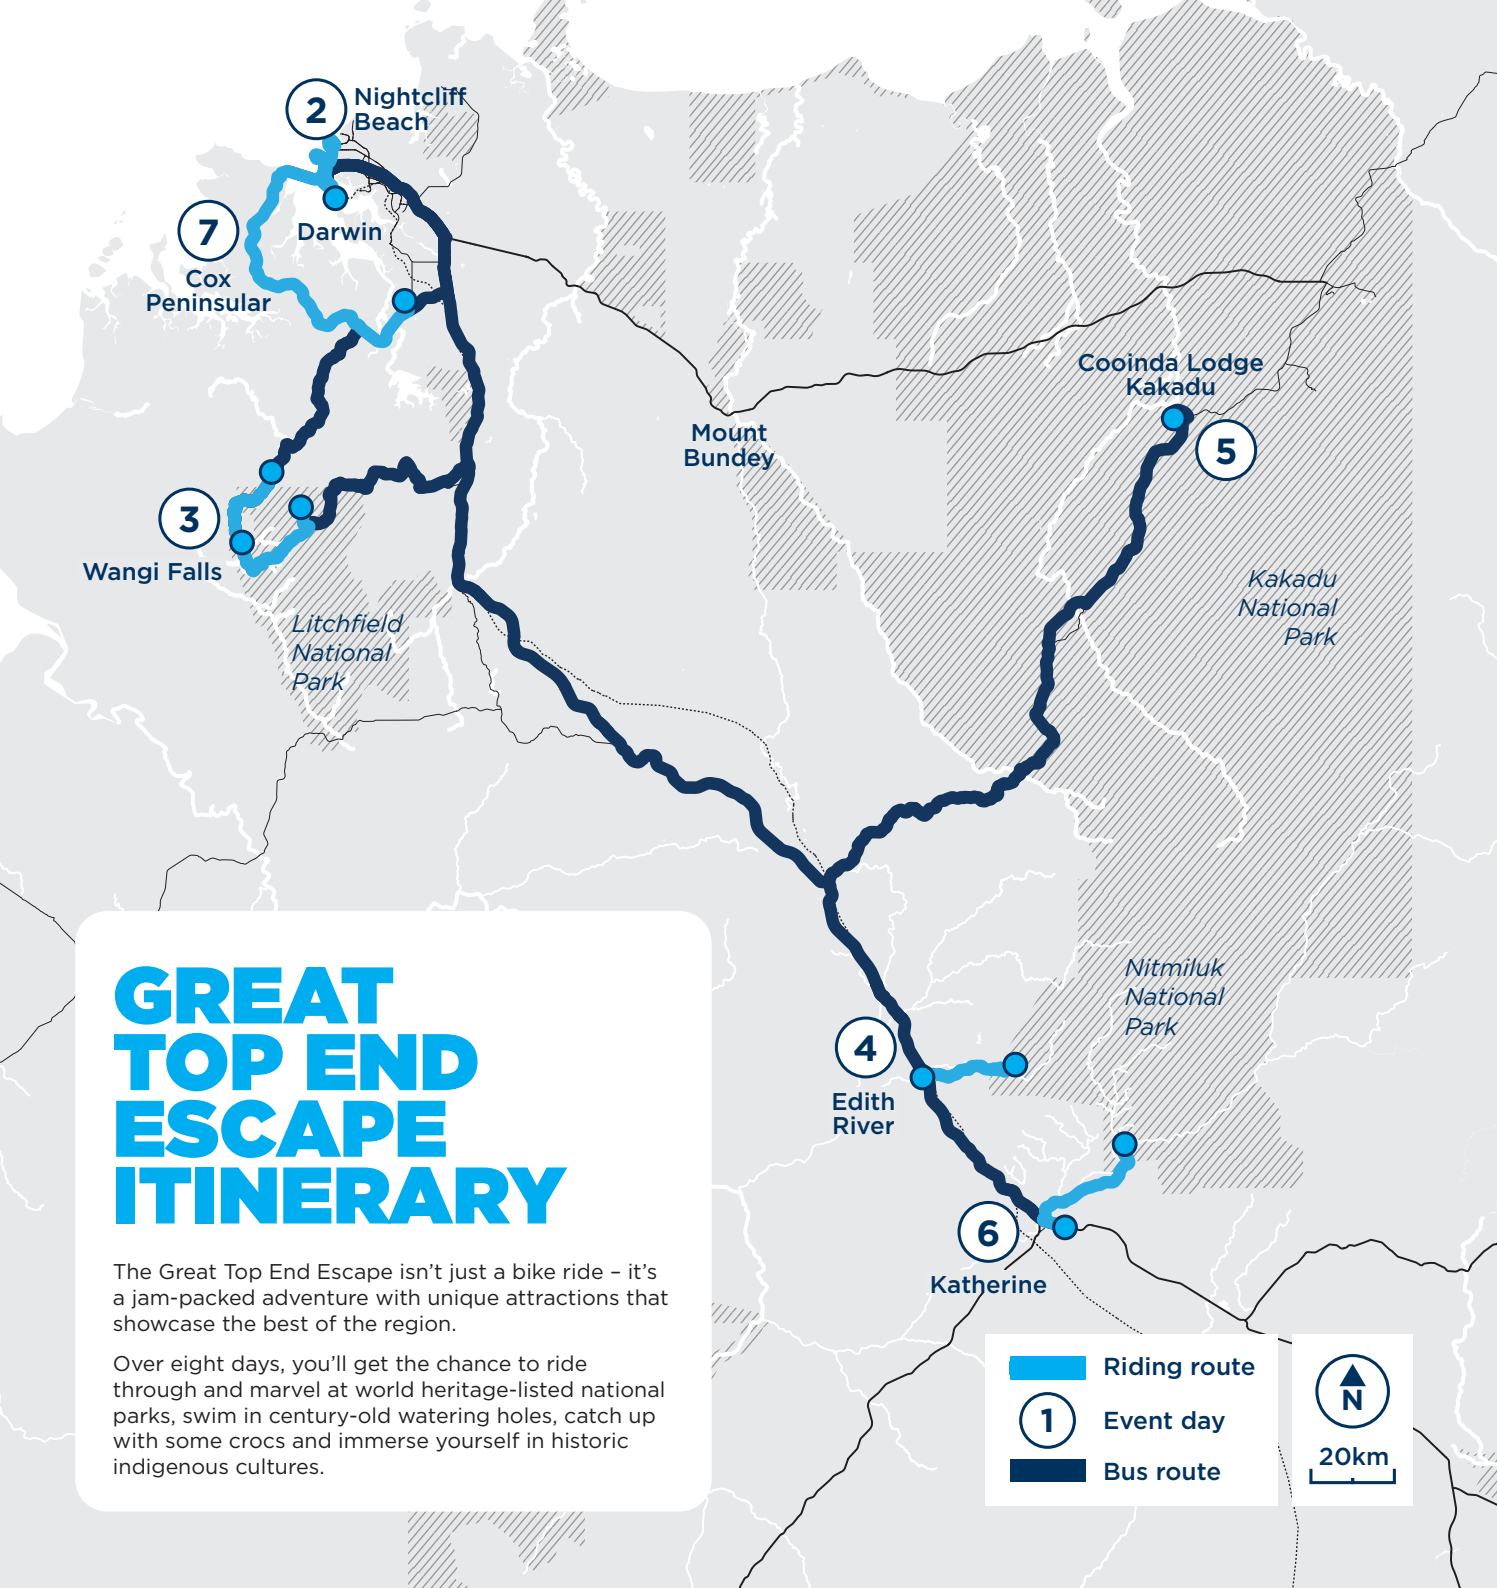 2
Nightcliff
Beach
7
Darwin
Cox
Peninsular
Cooinda Lodge
Kakadu
5
Mount
Bundey
3
Wangi Falls
Kakadu
National
Park
Litchfield
National
Park
GREAT
TOP END
ESCAPE
ITINERARY
The Great Top End Escape isn’t just a bike ride – it’s
a jam-packed adventure with unique attractions that
showcase the best of the region.
Over eight days, you’ll get the chance to ride
through and marvel at world heritage-listed national
parks, swim in century-old watering holes, catch up
with some crocs and immerse yourself in historic
indigenous cultures.
Nitmiluk
National
Park
4
Edith
River
6
Katherine
Riding route
1
Event day
Bus route
N
20km